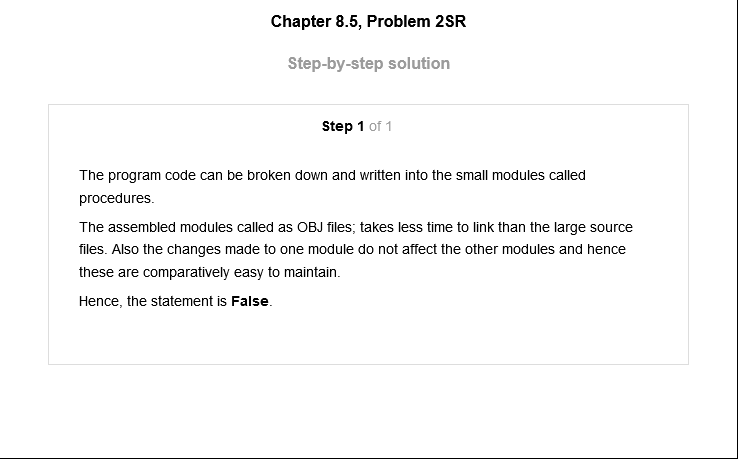 Chapter 8.5, Problem 2SR
Step-by-step solution
Step 1 of 1
The program code can be broken down and written into the small modules called
procedures.
The assembled modules called as OBJ files; takes less time to link than the large source
files. Also the changes made to one module do not affect the other modules and hence
these are comparatively easy to maintain.
Hence, the statement is False.